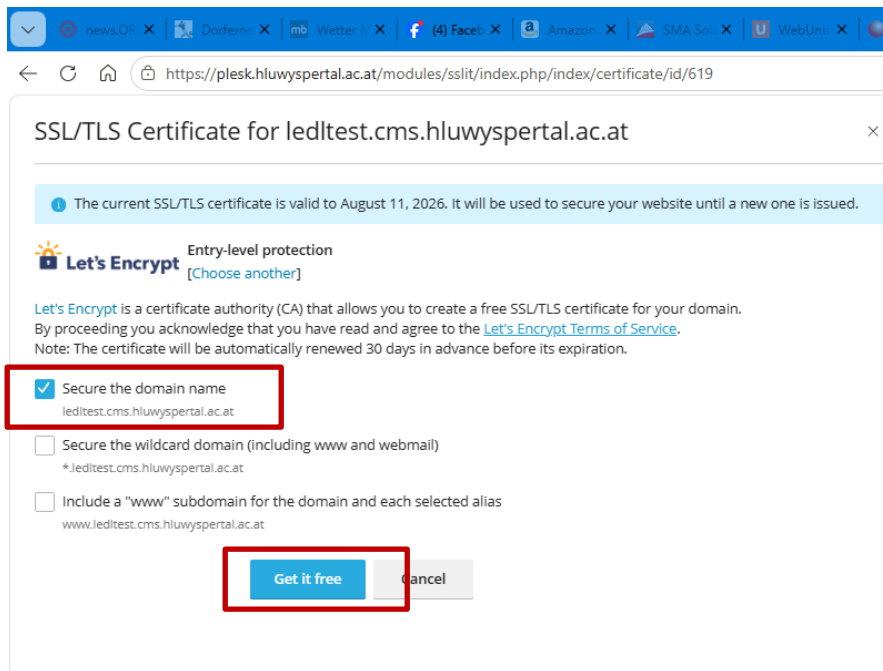 news.OR
Dorferne
mb Wetter
(4) Faceb
a Amazon
SMA Sol
U WebUnt
https://plesk.hluwyspertal.ac.at/modules/sslit/index.php/index/certificate/id/619
SSL/TLS Certificate for ledltest.cms.hluwyspertal.ac.at
The current SSL/TLS certificate is valid to August 11, 2026. It will be used to secure your website until a new one is issued.
Let's Encrypt
Entry-level protection
[Choose another]
Let's Encrypt is a certificate authority (CA) that allows you to create a free SSL/TLS certificate for your domain.
By proceeding you acknowledge that you have read and agree to the Let's Encrypt Terms of Service.
Note: The certificate will be automatically renewed 30 days in advance before its expiration.
Secure the domain name
ledltest.cms.hluwyspertal.ac.at
Secure the wildcard domain (including www and webmail)
*.ledltest.cms.hluwyspertal.ac.at
Include a "www" subdomain for the domain and each selected alias
www.ledltest.cms.hluwyspertal.ac.at
Get it free
Cancel